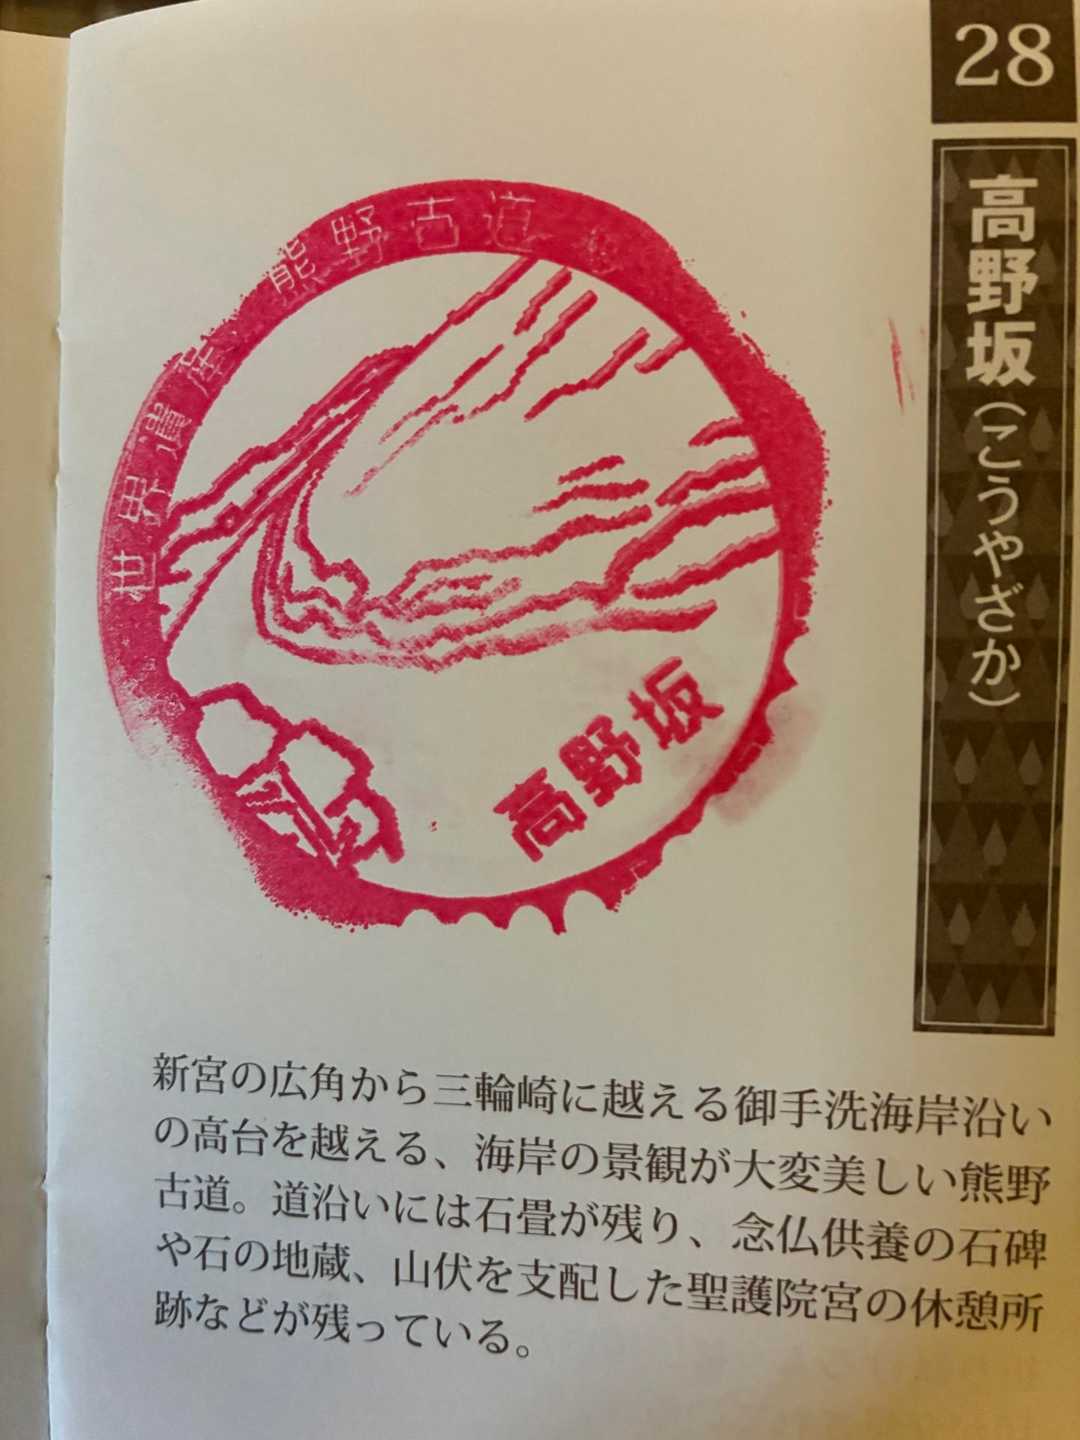 28
高野坂(こうやざか)
世界遺産 熊野古道
高野坂
新宮の広角から三輪崎に越える御手洗海岸沿い
の高台を越える、海岸の景観が大変美しい熊野
古道。道沿いには石畳が残り、念仏供養の石碑
や石の地蔵、山伏を支配した聖護院宮の休憩所
跡などが残っている。